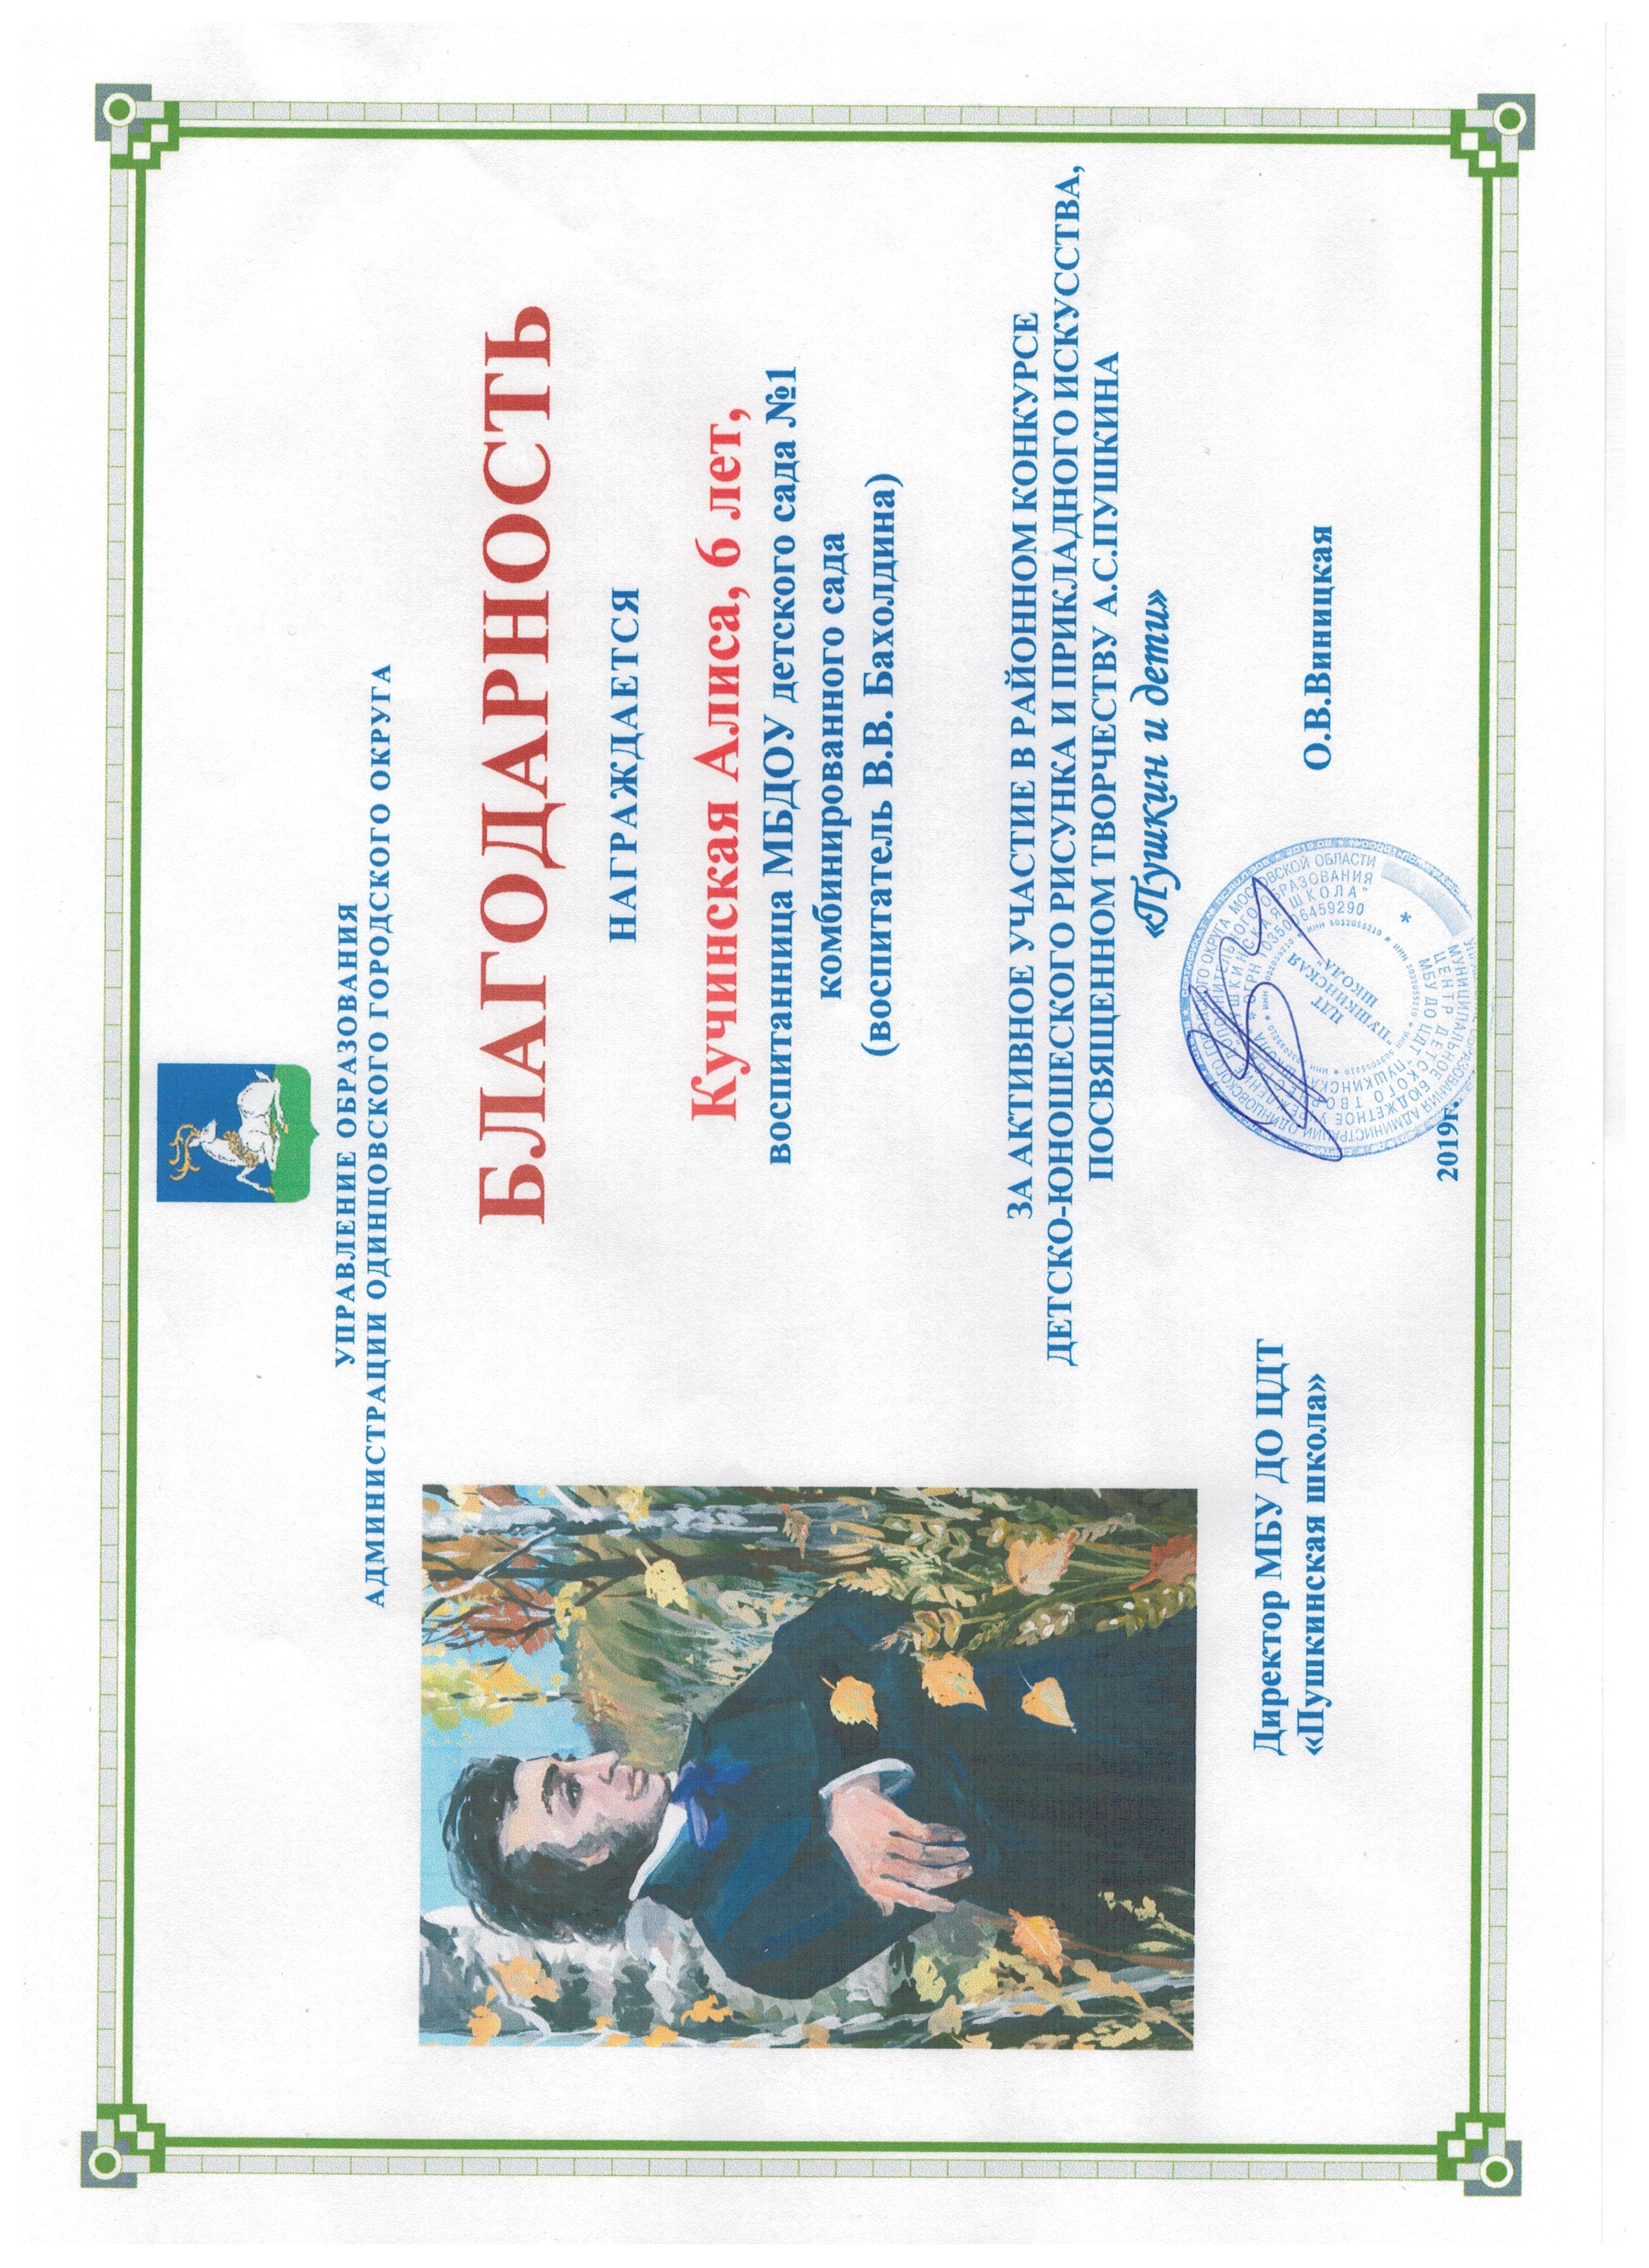 УПРАВЛЕНИЕ ОБРАЗОВАНИЯ
АДМИНИСТРАЦИИ ОДИНЦОВСКОГО ГОРОДСКОГО ОКРУГА
БЛАГОДАРНОСТЬ
НАГРАЖДАЕТСЯ
Кучинская Алиса, 6 лет,
воспитанница МБДОУ детского сада №1
комбинированного сада
(воспитатель В.В. Бахолдина)
ЗА АКТИВНОЕ УЧАСТИЕ В РАЙОННОМ КОНКУРСЕ
ДЕТСКО-ЮНОШЕСКОГО РИСУНКА И ПРИКЛАДНОГО ИСКУССТВА,
ПОСВЯЩЕННОМ ТВОРЧЕСТВУ А.С.ПУШКИНА
«Пушкин и дети»
Директор МБУ ДО ЦДТ
«Пушкинская школа»
О.В.Виницкая
ЦДТ
"ПУШКИНСКАЯ
ШКОЛА"
2019г.